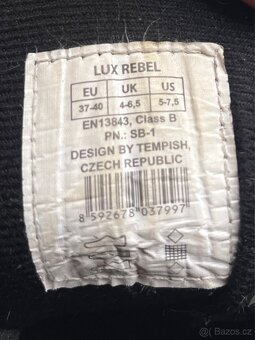 LUX REBEL
EU UK US
37-40 4-6,5 5-7,5
EN13843, Class B
PN.: SB-1
DESIGN BY TEMPISH,
CZECH REPUBLIC
8 592678 037997
Bazoš.cz